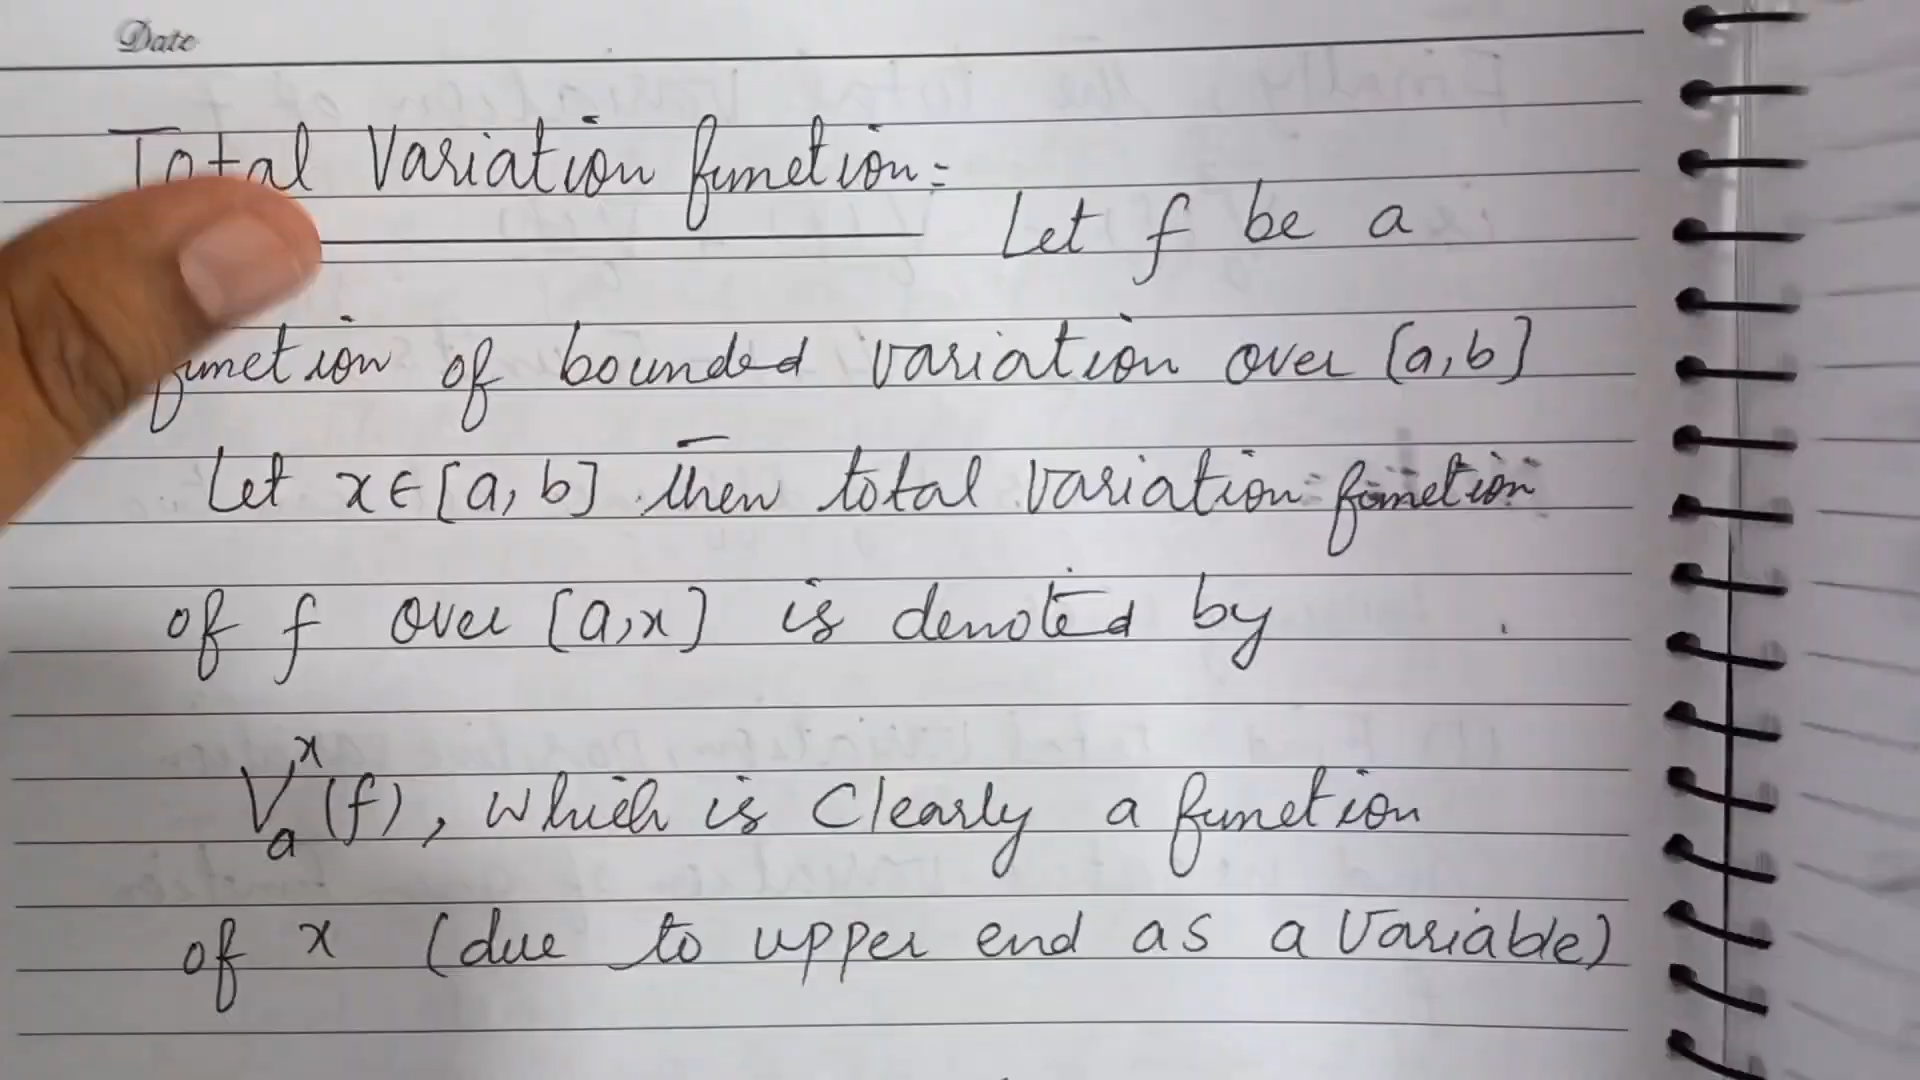 Date
Total Variation function:-
Let f be a
function of bounded variation over [a,b]
Let x∈[a,b]. Then total variation function
of f over [a,x] is denoted by
Vₐˣ(f), which is clearly a function
of x (due to upper end as a variable)